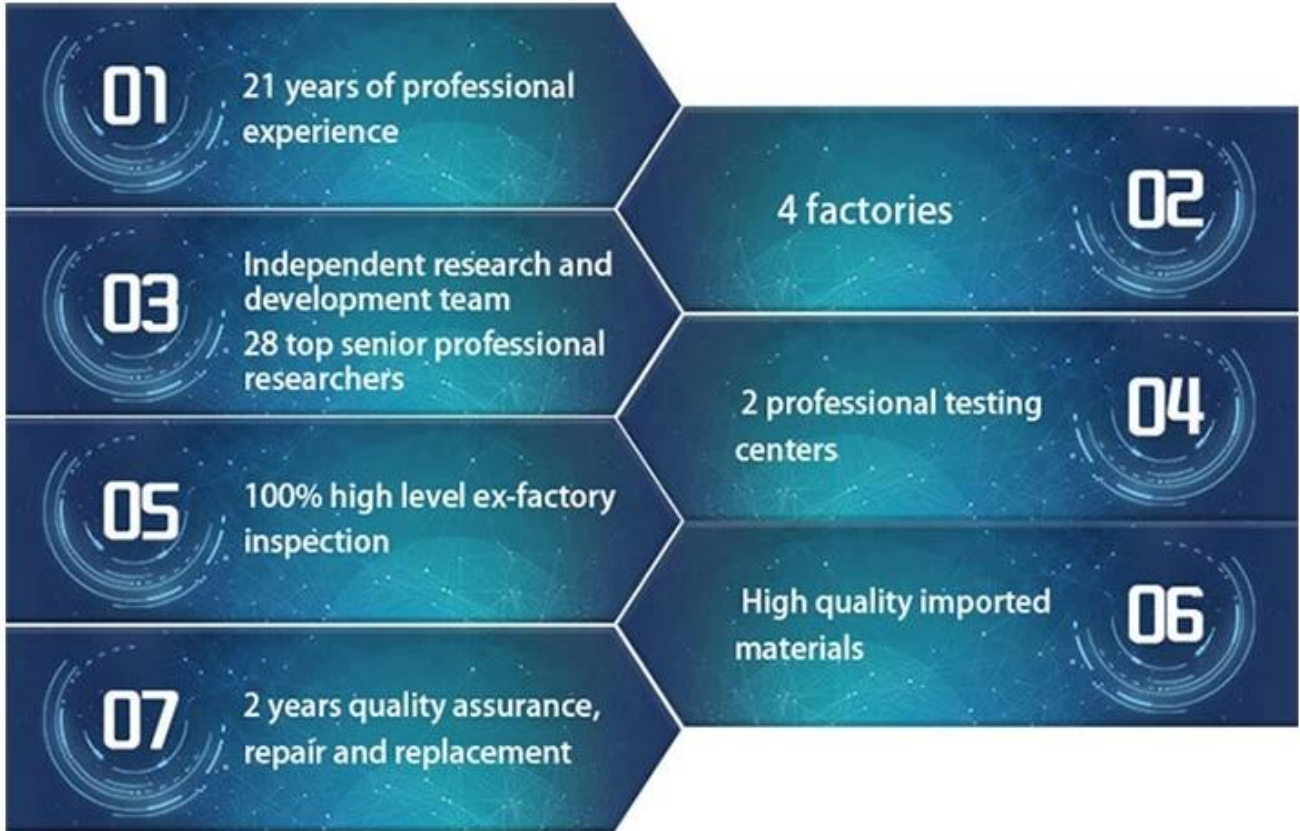 01
21 years of professional
experience
02
4 factories
03
Independent research and
development team
28 top senior professional
researchers
04
2 professional testing
centers
05
100% high level ex-factory
inspection
06
High quality imported
materials
07
2 years quality assurance,
repair and replacement